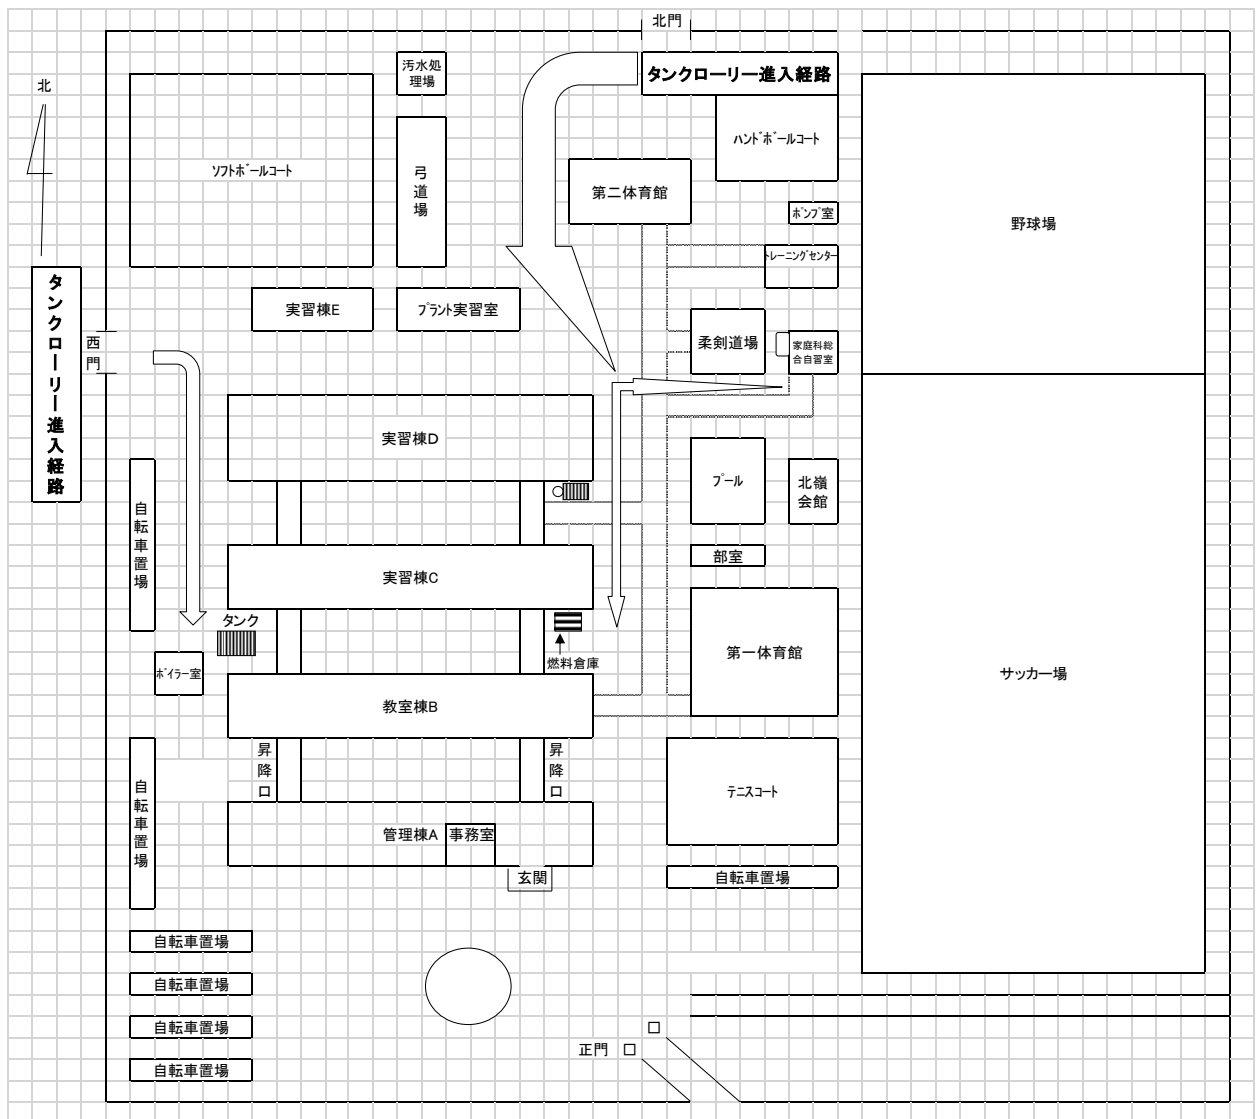 北門
汚水処
理場
タンクローリー進入経路
北
ハンドボールコート
ソフトボールコート
弓道場
第二体育館
ポンプ室
野球場
トレーニングセンター
タンクローリー進入経路
実習棟E
プラント実習室
西門
柔剣道場
家庭科総
合自習室
実習棟D
プール
北嶺
会館
自転車置場
部室
実習棟C
タンク
燃料倉庫
ボイラー室
第一体育館
サッカー場
教室棟B
昇降口
昇降口
自転車置場
テニスコート
管理棟A
事務室
玄関
自転車置場
自転車置場
自転車置場
自転車置場
自転車置場
正門